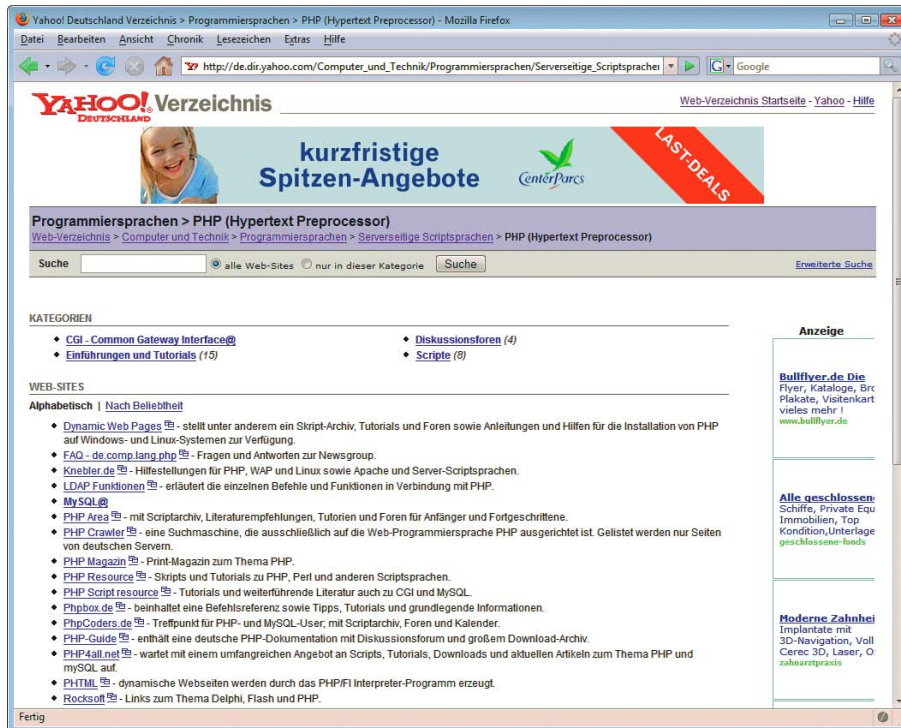 Yahoo! Deutschland Verzeichnis > Programmiersprachen > PHP (Hypertext Preprocessor) - Mozilla Firefox
Datei Bearbeiten Ansicht Chronik Lesezeichen Extras Hilfe
http://de.dir.yahoo.com/Computer_und_Technik/Programmiersprachen/Serverseitige_Scriptsprachen
Google
YAHOO! Verzeichnis
DEUTSCHLAND
Web-Verzeichnis Startseite - Yahoo - Hilfe
kurzfristige
Spitzen-Angebote
CenterParcs
LAST-DEALS
Programmiersprachen > PHP (Hypertext Preprocessor)
Web-Verzeichnis > Computer und Technik > Programmiersprachen > Serverseitige Scriptsprachen > PHP (Hypertext Preprocessor)
Suche alle Web-Sites nur in dieser Kategorie Suche Erweiterte Suche
KATEGORIEN
CGI - Common Gateway Interface@
Einführungen und Tutorials (15)
Diskussionsforen (4)
Scripte (8)
WEB-SITES
Alphabetisch | Nach Beliebtheit
Dynamic Web Pages - stellt unter anderem ein Skript-Archiv, Tutorials und Foren sowie Anleitungen und Hilfen für die Installation von PHP
auf Windows- und Linux-Systemen zur Verfügung.
FAQ - de.comp.lang.php - Fragen und Antworten zur Newsgroup.
Knebler.de - Hilfestellungen für PHP, WAP und Linux sowie Apache und Server-Scriptsprachen.
LDAP Funktionen - erläutert die einzelnen Befehle und Funktionen in Verbindung mit PHP.
MySQL@
PHP Area - mit Scriptarchiv, Literaturempfehlungen, Tutorien und Foren für Anfänger und Fortgeschrittene.
PHP Crawler - eine Suchmaschine, die ausschließlich auf die Web-Programmiersprache PHP ausgerichtet ist. Gelistet werden nur Seiten
von deutschen Servern.
PHP Magazin - Print-Magazin zum Thema PHP.
PHP Resource - Skripts und Tutorials zu PHP, Perl und anderen Scriptsprachen.
PHP Script resource - Tutorials und weiterführende Literatur auch zu CGI und MySQL.
Phpbox.de - beinhaltet eine Befehlsreferenz sowie Tipps, Tutorials und grundlegende Informationen.
PhpCoders.de - Treffpunkt für PHP- und MySQL-User; mit Scriptarchiv, Foren und Kalender.
PHP-Guide - enthält eine deutsche PHP-Dokumentation mit Diskussionsforum und großem Download-Archiv.
PHP4all.net - wartet mit einem umfangreichen Angebot an Scripts, Tutorials, Downloads und aktuellen Artikeln zum Thema PHP und
mySQL auf.
PHTML - dynamische Webseiten werden durch das PHP/FI Interpreter-Programm erzeugt.
Rocksoft - Links zum Thema Delphi, Flash und PHP.
Anzeige
Bullflyer.de Die
Flyer, Kataloge, Bro
Plakate, Visitenkart
vieles mehr !
www.bullflyer.de
Alle geschlossen
Schiffe, Private Equ
Immobilien, Top
Kondition,Unterlage
geschlossene-fonds
Moderne Zahnhei
Implantate mit
3D-Navigation, Voll
Cerec 3D, Laser, O
zahnarztpraxis
Fertig